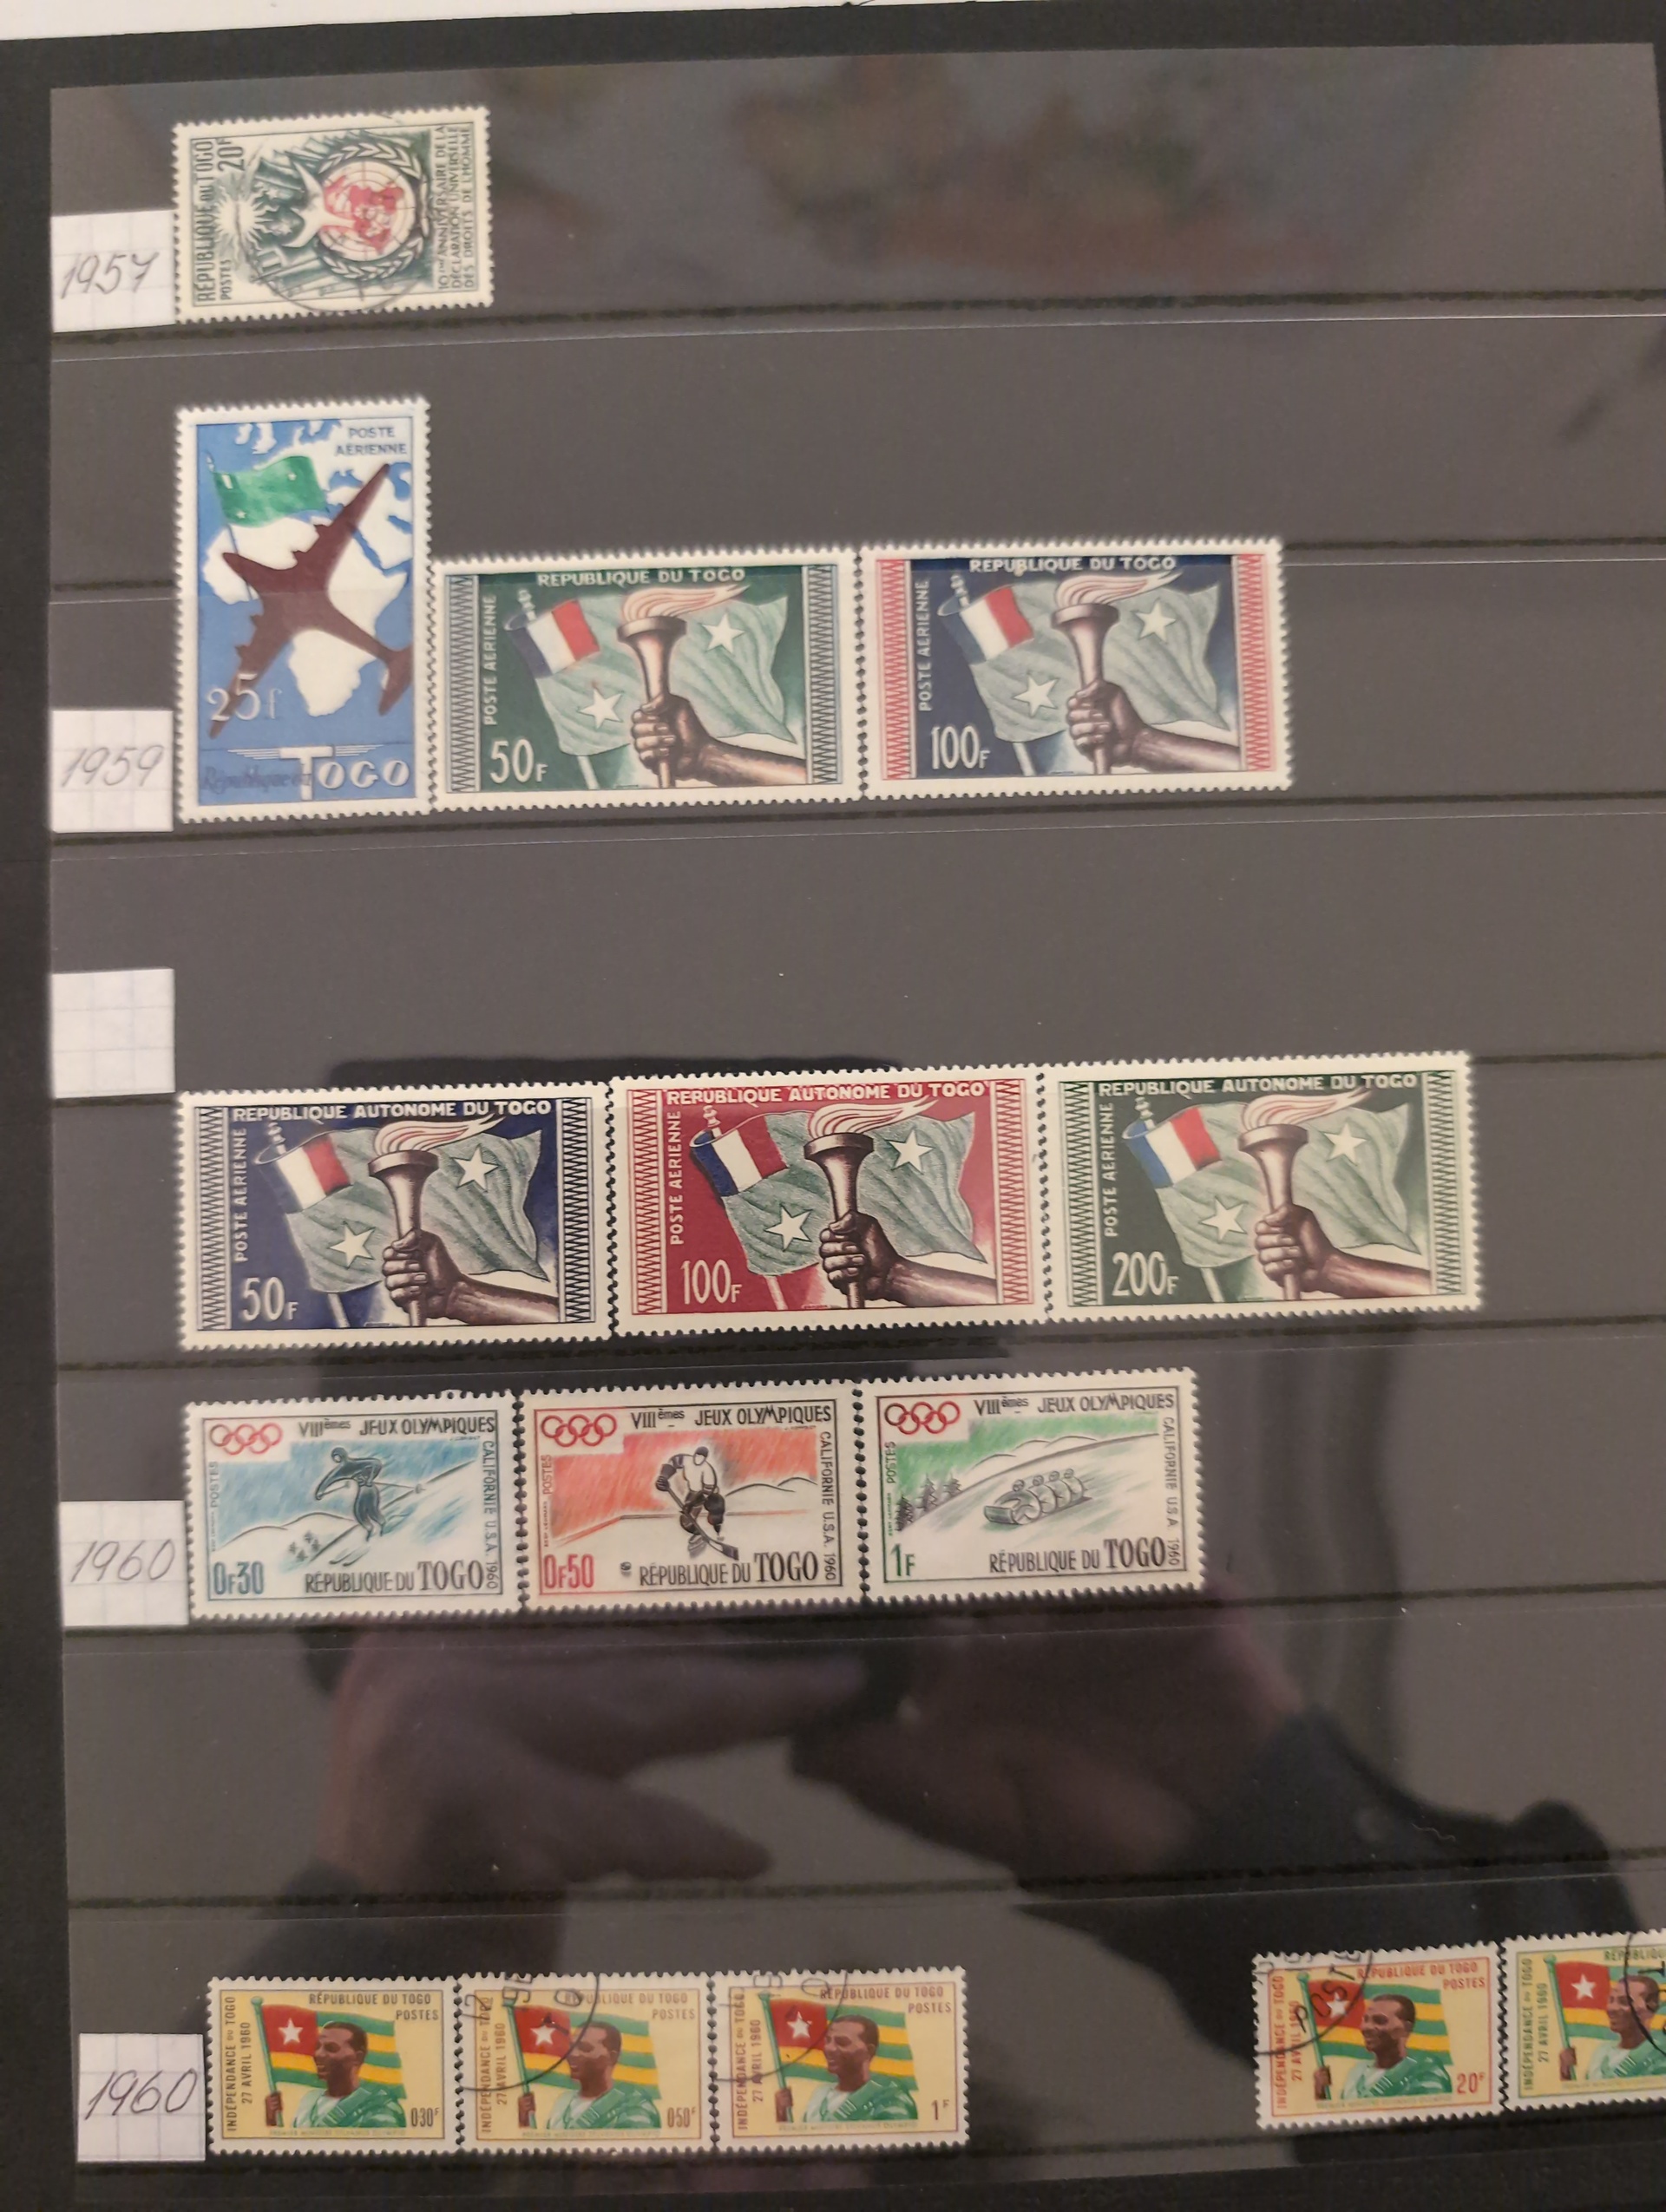 1957
RÉPUBLIQUE DU TOGO
POSTES 20F
10ÈME ANNIVERSAIRE DE LA
DÉCLARATION UNIVERSELLE
DES DROITS DE L'HOMME
1959
POSTE
AÉRIENNE
25f
République du TOGO
REPUBLIQUE DU TOGO
POSTE AERIENNE
50F
REPUBLIQUE DU TOGO
POSTE AERIENNE
100F
REPUBLIQUE AUTONOME DU TOGO
POSTE AERIENNE
50F
REPUBLIQUE AUTONOME DU TOGO
POSTE AERIENNE
100F
REPUBLIQUE AUTONOME DU TOGO
POSTE AERIENNE
200F
1960
VIIIèmes JEUX OLYMPIQUES
CALIFORNIE U.S.A. 1960
POSTES
0F30 RÉPUBLIQUE DU TOGO
VIIIèmes JEUX OLYMPIQUES
CALIFORNIE U.S.A. 1960
POSTES
0F50 RÉPUBLIQUE DU TOGO
VIIIèmes JEUX OLYMPIQUES
CALIFORNIE U.S.A. 1960
POSTES
1F RÉPUBLIQUE DU TOGO
1960
RÉPUBLIQUE DU TOGO
POSTES
INDÉPENDANCE DU TOGO
27 AVRIL 1960
030F
RÉPUBLIQUE DU TOGO
POSTES
INDÉPENDANCE DU TOGO
27 AVRIL 1960
050F
RÉPUBLIQUE DU TOGO
POSTES
INDÉPENDANCE DU TOGO
27 AVRIL 1960
1F
RÉPUBLIQUE DU TOGO
POSTES
INDÉPENDANCE DU TOGO
27 AVRIL 1960
20F
INDÉPENDANCE DU TOGO
27 AVRIL 1960